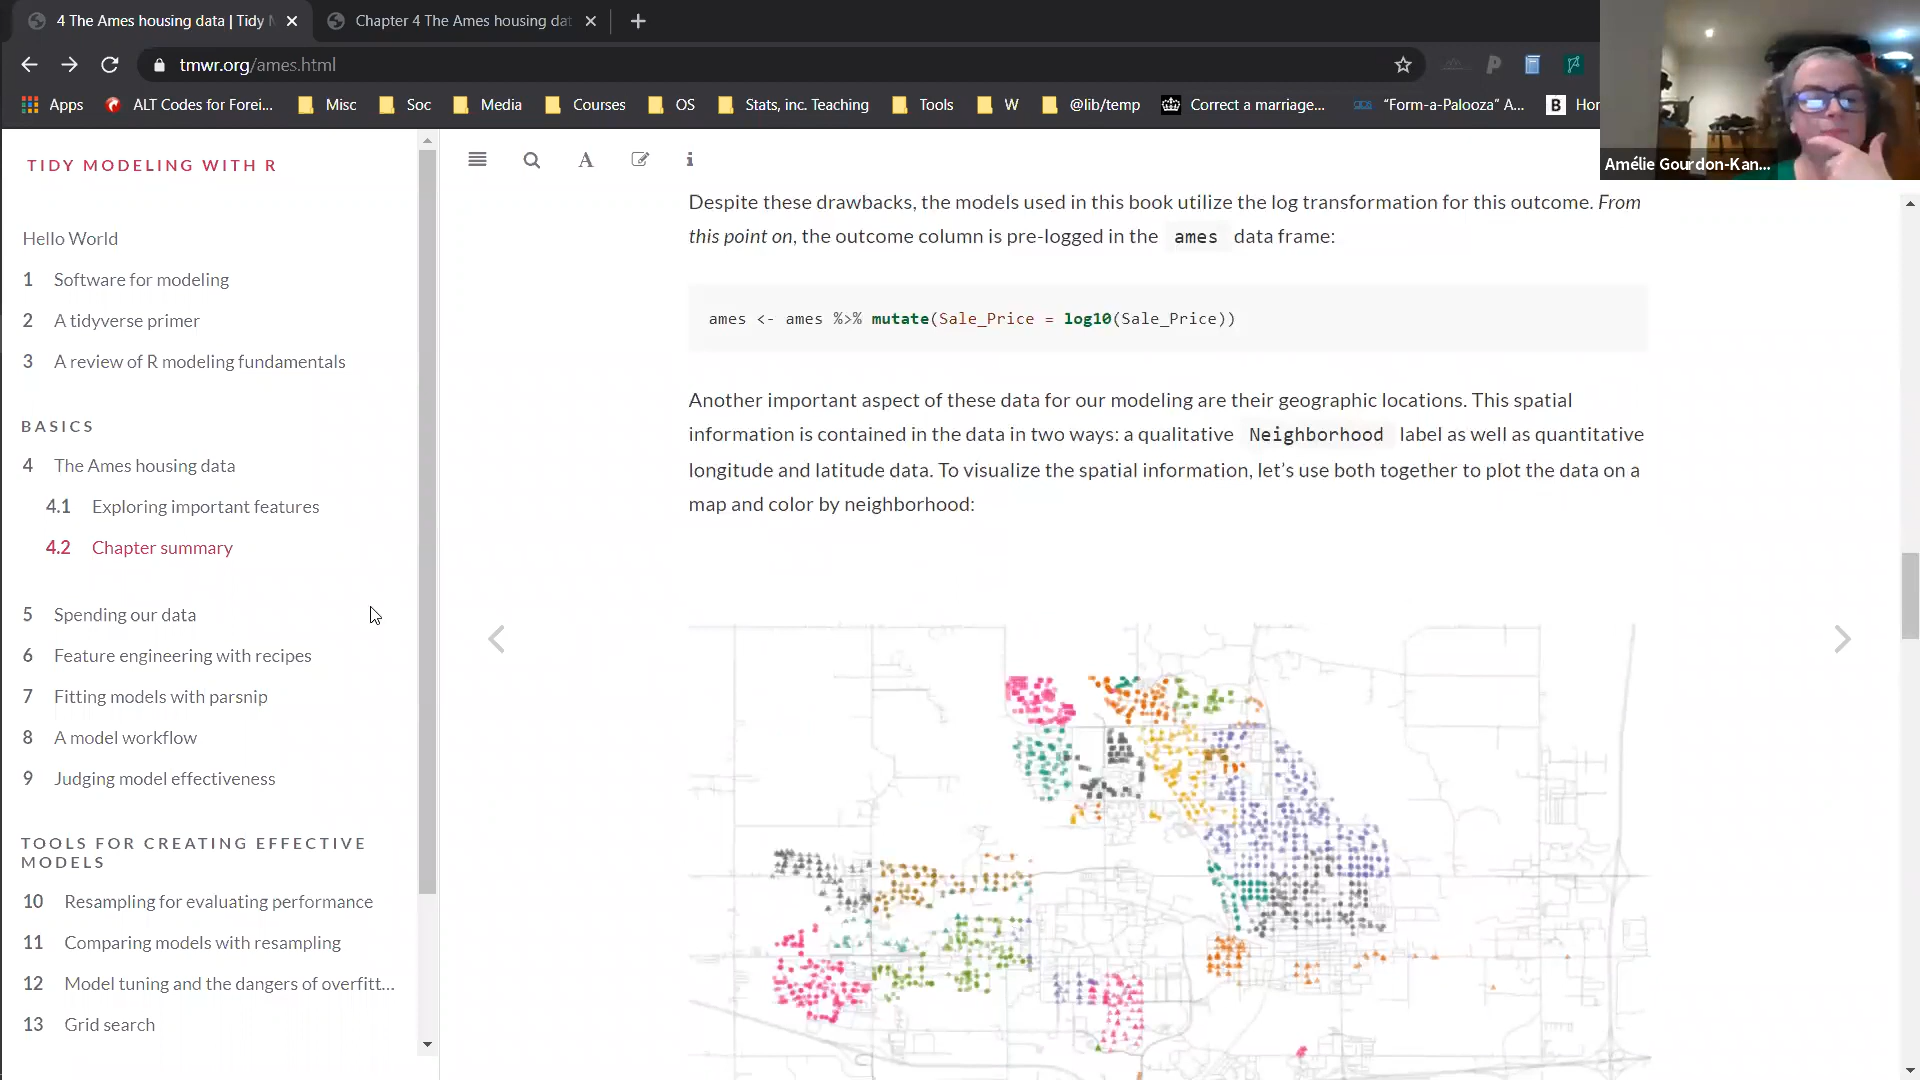 4 The Ames housing data | Tidy M
Chapter 4 The Ames housing dat
tmwr.org/ames.html
Apps
ALT Codes for Forei...
Misc
Soc
Media
Courses
OS
Stats, inc. Teaching
Tools
W
@lib/temp
Correct a marriage...
"Form-a-Palooza" A...
Hor
Amélie Gourdon-Kan...
TIDY MODELING WITH R
Hello World
1 Software for modeling
2 A tidyverse primer
3 A review of R modeling fundamentals
BASICS
4 The Ames housing data
4.1 Exploring important features
4.2 Chapter summary
5 Spending our data
6 Feature engineering with recipes
7 Fitting models with parsnip
8 A model workflow
9 Judging model effectiveness
TOOLS FOR CREATING EFFECTIVE
MODELS
10 Resampling for evaluating performance
11 Comparing models with resampling
12 Model tuning and the dangers of overfitt...
13 Grid search
Despite these drawbacks, the models used in this book utilize the log transformation for this outcome. From
this point on, the outcome column is pre-logged in the ames data frame:
ames <- ames %>% mutate(Sale_Price = log10(Sale_Price))
Another important aspect of these data for our modeling are their geographic locations. This spatial
information is contained in the data in two ways: a qualitative Neighborhood label as well as quantitative
longitude and latitude data. To visualize the spatial information, let's use both together to plot the data on a
map and color by neighborhood: